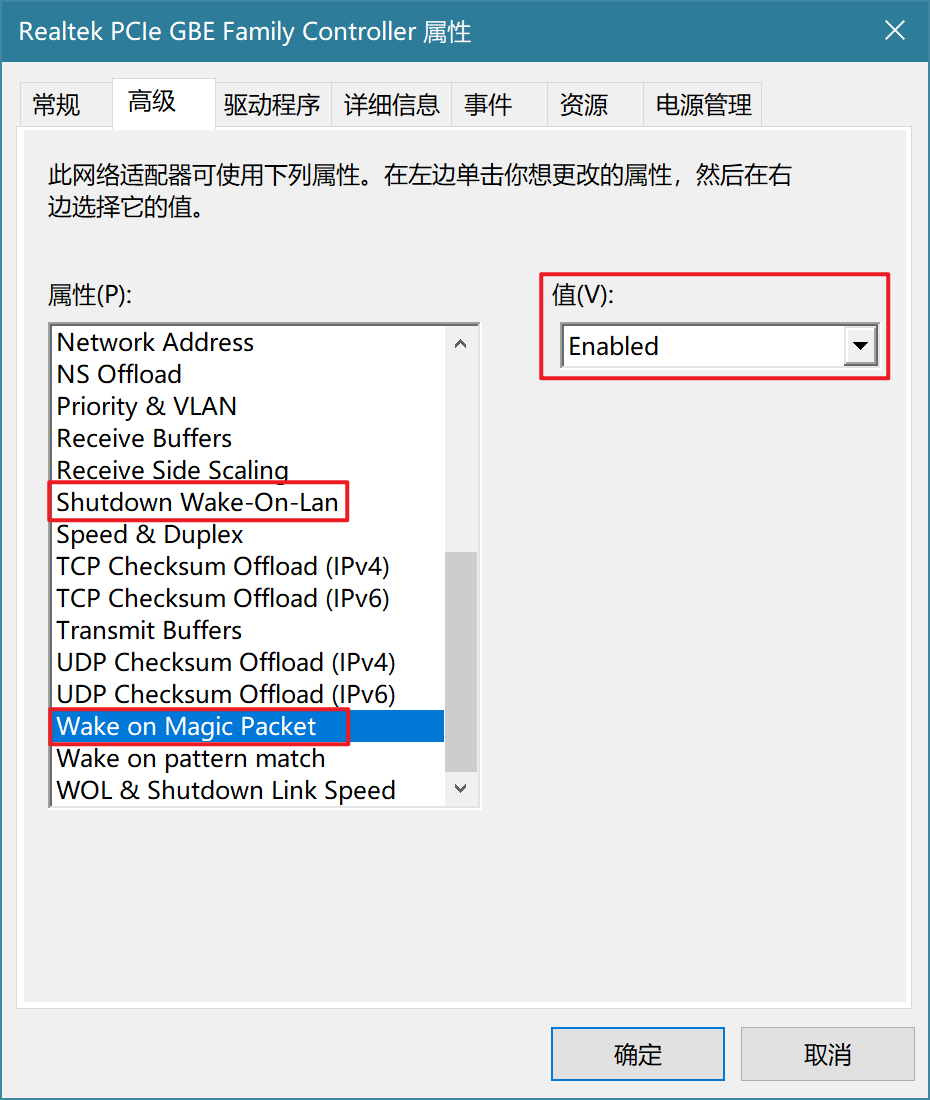 Realtek PCIe GBE Family Controller 属性
常规
高级
驱动程序
详细信息
事件
资源
电源管理
此网络适配器可使用下列属性。在左边单击你想更改的属性，然后在右
边选择它的值。
属性(P):
值(V):
Network Address
NS Offload
Priority & VLAN
Receive Buffers
Receive Side Scaling
Shutdown Wake-On-Lan
Speed & Duplex
TCP Checksum Offload (IPv4)
TCP Checksum Offload (IPv6)
Transmit Buffers
UDP Checksum Offload (IPv4)
UDP Checksum Offload (IPv6)
Wake on Magic Packet
Wake on pattern match
WOL & Shutdown Link Speed
Enabled
确定
取消